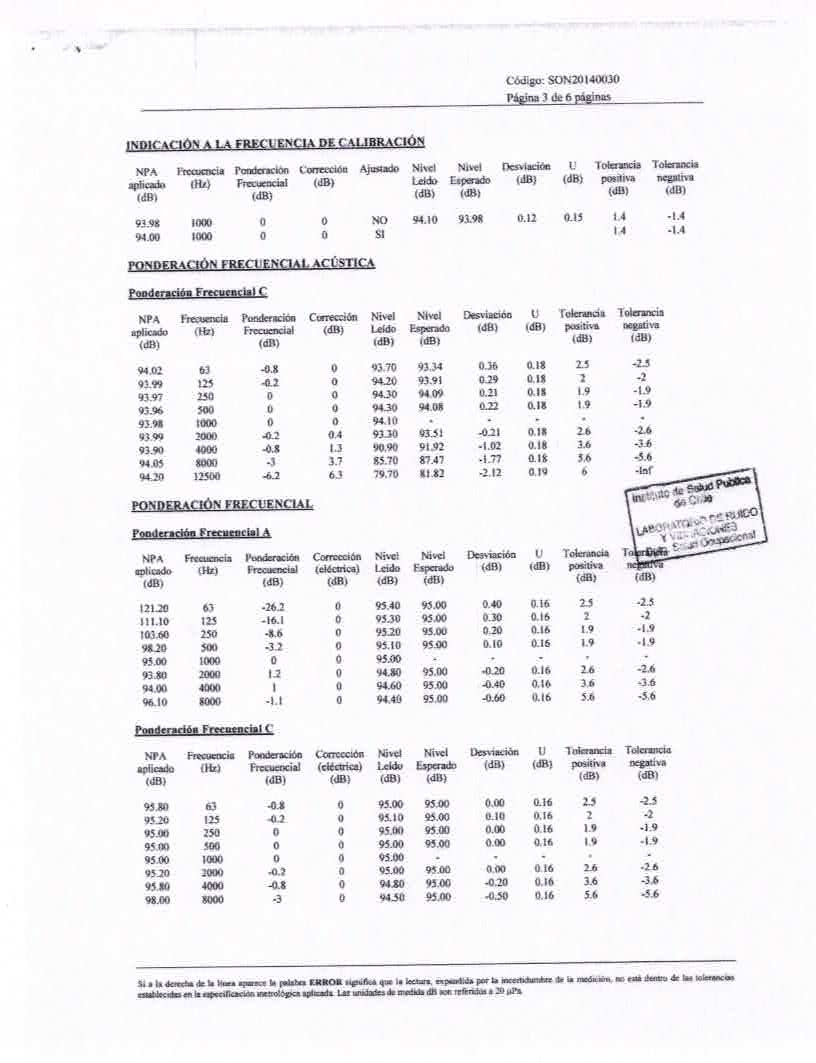 Código: SON20140030
Página 3 de 6 páginas
INDICACIÓN A LA FRECUENCIA DE CALIBRACIÓN
NPA aplicado (dB) Frecuencia (Hz) Ponderación Frecuencial (dB) Corrección (dB) Ajustado Nivel Leído (dB) Nivel Esperado (dB) Desviación (dB) U (dB) Tolerancia positiva (dB) Tolerancia negativa (dB)
93.98 1000 0 0 NO 94.10 93.98 0.12 0.15 1.4 -1.4
94.00 1000 0 0 SI 1.4 -1.4
PONDERACIÓN FRECUENCIAL ACÚSTICA
Ponderación Frecuencial C
NPA aplicado (dB) Frecuencia (Hz) Ponderación Frecuencial (dB) Corrección (dB) Nivel Leído (dB) Nivel Esperado (dB) Desviación (dB) U (dB) Tolerancia positiva (dB) Tolerancia negativa (dB)
94.02 63 -0.8 0 93.70 93.34 0.36 0.18 2.5 -2.5
93.99 125 -0.2 0 94.20 93.91 0.29 0.18 2 -2
93.97 250 0 0 94.30 94.09 0.21 0.18 1.9 -1.9
93.96 500 0 0 94.30 94.08 0.22 0.18 1.9 -1.9
93.98 1000 0 0 94.10 - - - - -
93.99 2000 -0.2 0.4 93.30 93.51 -0.21 0.18 2.6 -2.6
93.90 4000 -0.8 1.3 90.90 91.92 -1.02 0.18 3.6 -3.6
94.05 8000 -3 3.7 85.70 87.47 -1.77 0.18 5.6 -5.6
94.20 12500 -6.2 6.3 79.70 81.82 -2.12 0.19 6 -Inf
Instituto de Salud Pública
de Chile
LABORATORIO DE RUIDO
Y VIBRACIONES
Salud Ocupacional
PONDERACIÓN FRECUENCIAL
Ponderación Frecuencial A
NPA aplicado (dB) Frecuencia (Hz) Ponderación Frecuencial (dB) Corrección (eléctrica) (dB) Nivel Leído (dB) Nivel Esperado (dB) Desviación (dB) U (dB) Tolerancia positiva (dB) Tolerancia negativa (dB)
121.20 63 -26.2 0 95.40 95.00 0.40 0.16 2.5 -2.5
111.10 125 -16.1 0 95.30 95.00 0.30 0.16 2 -2
103.60 250 -8.6 0 95.20 95.00 0.20 0.16 1.9 -1.9
98.20 500 -3.2 0 95.10 95.00 0.10 0.16 1.9 -1.9
95.00 1000 0 0 95.00 - - - - -
93.80 2000 1.2 0 94.80 95.00 -0.20 0.16 2.6 -2.6
94.00 4000 1 0 94.60 95.00 -0.40 0.16 3.6 -3.6
96.10 8000 -1.1 0 94.40 95.00 -0.60 0.16 5.6 -5.6
Ponderación Frecuencial C
NPA aplicado (dB) Frecuencia (Hz) Ponderación Frecuencial (dB) Corrección (eléctrica) (dB) Nivel Leído (dB) Nivel Esperado (dB) Desviación (dB) U (dB) Tolerancia positiva (dB) Tolerancia negativa (dB)
95.80 63 -0.8 0 95.00 95.00 0.00 0.16 2.5 -2.5
95.20 125 -0.2 0 95.10 95.00 0.10 0.16 2 -2
95.00 250 0 0 95.00 95.00 0.00 0.16 1.9 -1.9
95.00 500 0 0 95.00 95.00 0.00 0.16 1.9 -1.9
95.00 1000 0 0 95.00 - - - - -
95.20 2000 -0.2 0 95.00 95.00 0.00 0.16 2.6 -2.6
95.80 4000 -0.8 0 94.80 95.00 -0.20 0.16 3.6 -3.6
98.00 8000 -3 0 94.50 95.00 -0.50 0.16 5.6 -5.6
Si a la derecha de la línea aparece la palabra ERROR significa que la lectura, expandida por la incertidumbre de la medición, no está dentro de las tolerancias
establecidas en la especificación metrológica aplicada. Las unidades de medida dB son referidos a 20 µPa.